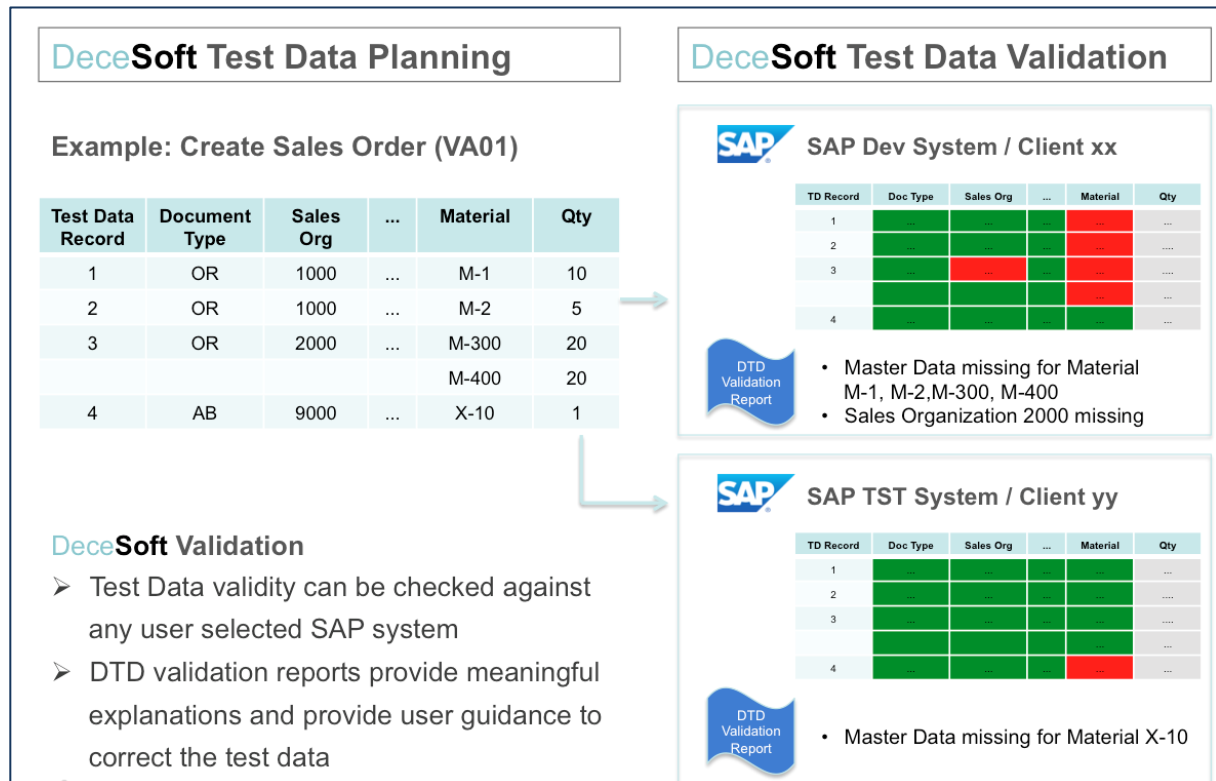 DeceSoft Test Data Planning
Example: Create Sales Order (VA01)
Test Data Record Document Type Sales Org ... Material Qty
1 OR 1000 ... M-1 10
2 OR 1000 ... M-2 5
3 OR 2000 ... M-300 20
M-400 20
4 AB 9000 ... X-10 1
DeceSoft Validation
➢ Test Data validity can be checked against
any user selected SAP system
➢ DTD validation reports provide meaningful
explanations and provide user guidance to
correct the test data
DeceSoft Test Data Validation
SAP® SAP Dev System / Client xx
TD Record Doc Type Sales Org ... Material Qty
1 ... ... ... ... ...
2 ... ... ... ... ....
3 ... ... ... ... ....
... ...
4 ... ... ... ... ...
DTD
Validation
Report
• Master Data missing for Material
M-1, M-2,M-300, M-400
• Sales Organization 2000 missing
SAP® SAP TST System / Client yy
TD Record Doc Type Sales Org ... Material Qty
1 ... ... ... ... ...
2 ... ... ... ... ....
3 ... ... ... ... ....
... ...
4 ... ... ... ... ...
DTD
Validation
Report
• Master Data missing for Material X-10